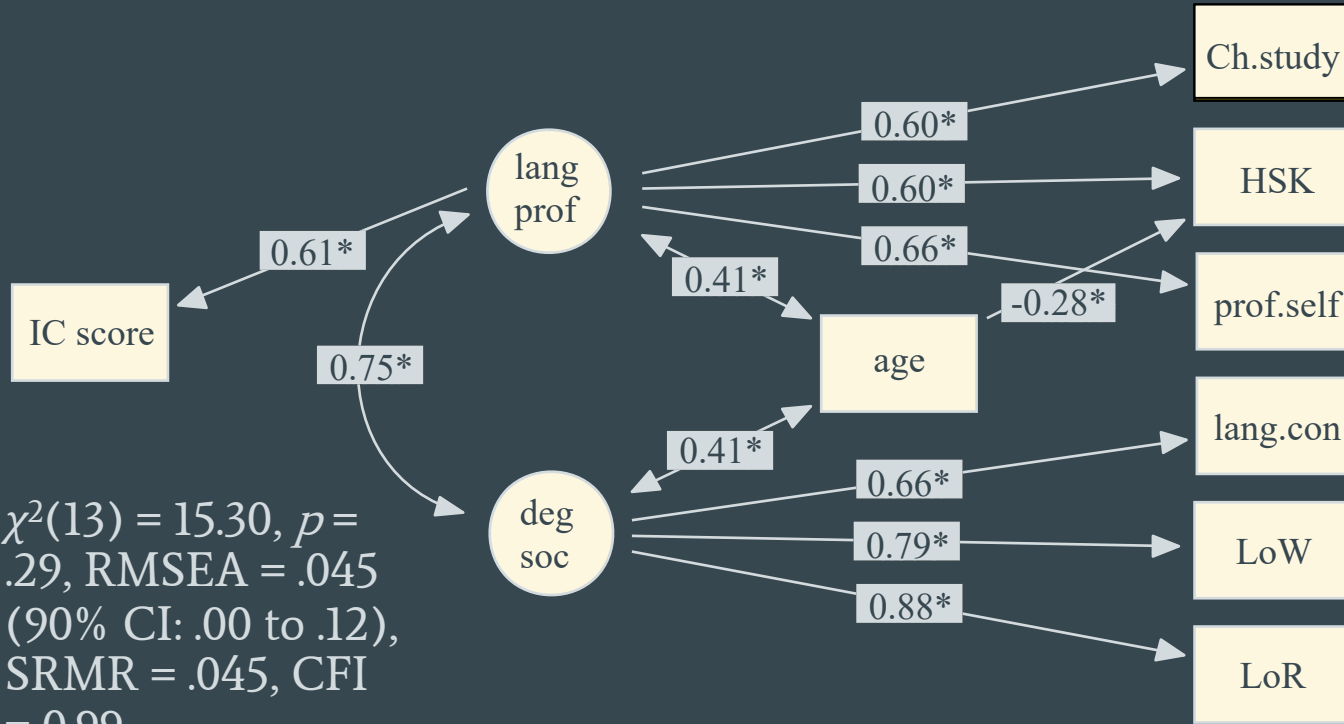 Ch.study
0.60*
lang
prof
0.60*
HSK
0.66*
0.61*
0.41*
-0.28*
prof.self
IC score
0.75*
age
0.41*
lang.con
0.66*
deg
soc
0.79*
LoW
0.88*
LoR
χ²(13) = 15.30, p =
.29, RMSEA = .045
(90% CI: .00 to .12),
SRMR = .045, CFI
= 0.99